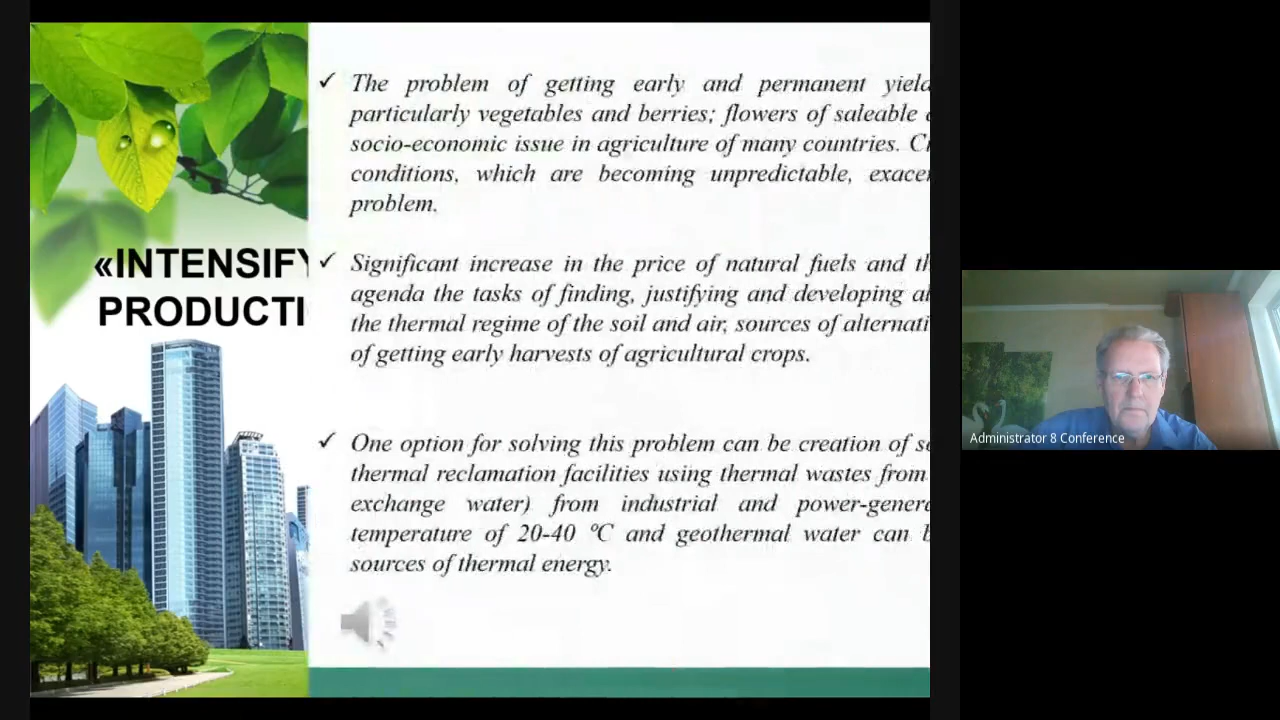 «INTENSIFY
PRODUCTI
The problem of getting early and permanent
particularly vegetables and berries; flowers of saleable
socio-economic issue in agriculture of many countries.
conditions, which are becoming unpredictable,
problem.
Significant increase in the price of natural fuels and
agenda the tasks of finding, justifying and developing
the thermal regime of the soil and air, sources of
of getting early harvests of agricultural crops.
One option for solving this problem can be creation of
thermal reclamation facilities using thermal wastes from
exchange water) from industrial and
temperature of 20-40 ºC and geothermal water can
sources of thermal energy.
Administrator 8 Conference